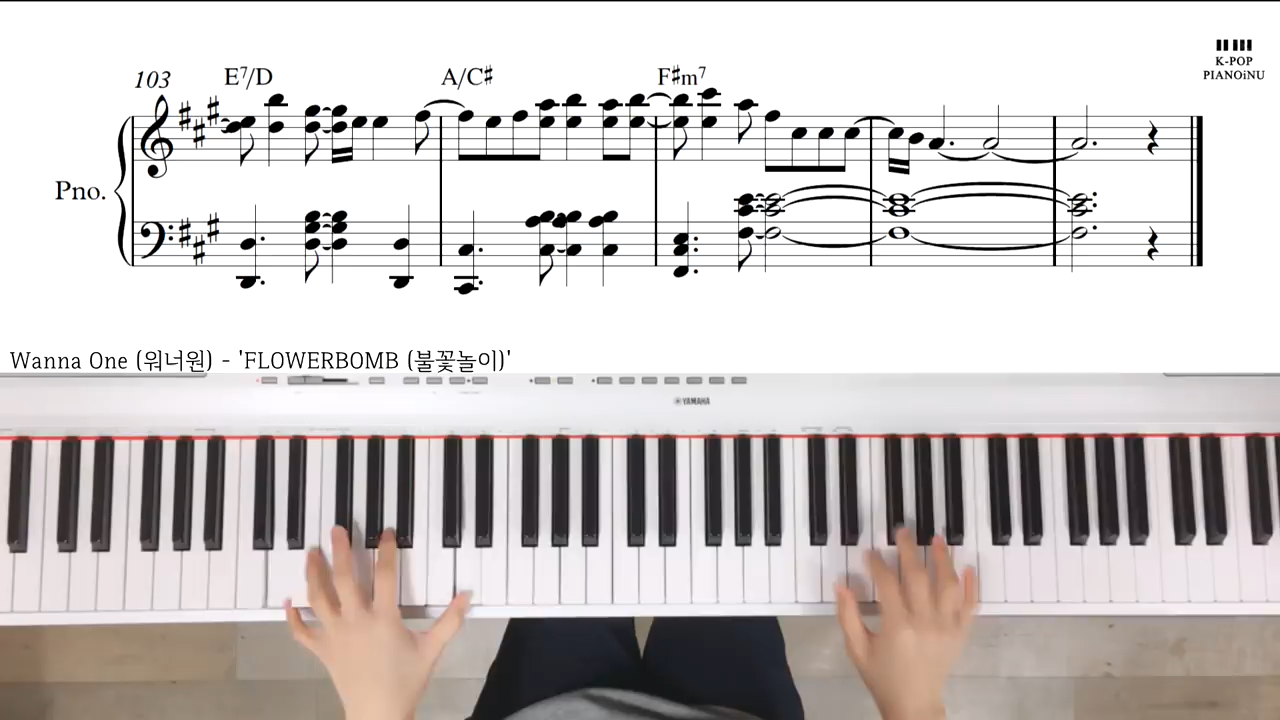 K-POP
PIANOiNU
103 E7/D A/C♯ F♯m7
Pno.
Wanna One (워너원) - 'FLOWERBOMB (불꽃놀이)'
YAMAHA